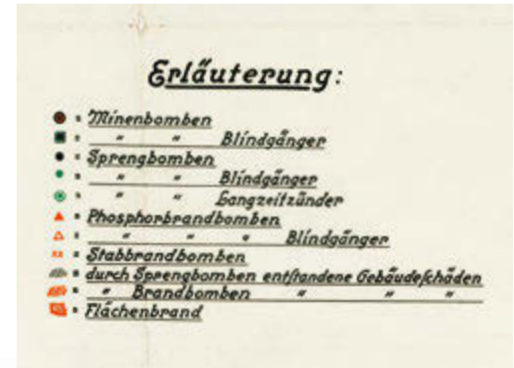 Erläuterung:
= Minenbomben
= " " Blindgänger
= Sprengbomben
= " " Blindgänger
= " " Langzeitzünder
= Phosphorbrandbomben
= " " " Blindgänger
= Stabbrandbomben
= durch Sprengbomben entstandene Gebäudeschäden
= " Brandbomben " " "
= Flächenbrand